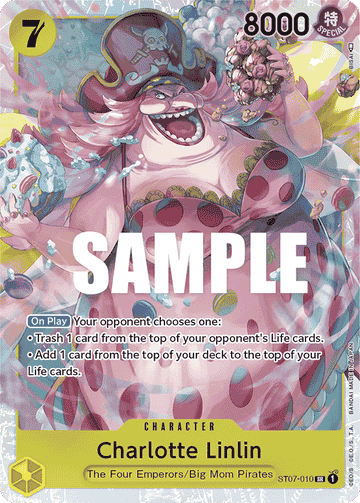 7
8000
特
SPECIAL
SAMPLE
On Play Your opponent chooses one:
• Trash 1 card from the top of your opponent's Life cards.
• Add 1 card from the top of your deck to the top of your
Life cards.
CHARACTER
Charlotte Linlin
The Four Emperors/Big Mom Pirates
ST07-010 SR 1